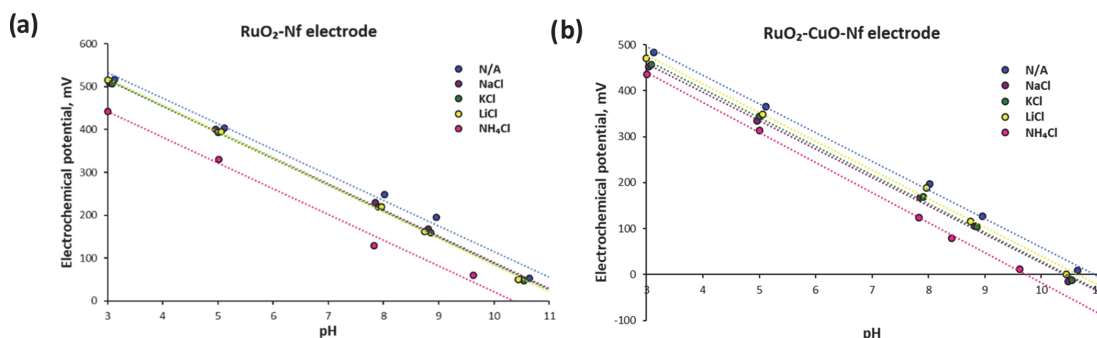 (a)
RuO₂-Nf electrode
Electrochemical potential, mV
600
500
400
300
200
100
0
3
4
5
6
7
8
9
10
11
pH
N/A
NaCl
KCl
LiCl
NH₄Cl
(b)
RuO₂-CuO-Nf electrode
Electrochemical potential, mV
500
400
300
200
100
0
-100
3
4
5
6
7
8
9
10
11
pH
N/A
NaCl
KCl
LiCl
NH₄Cl